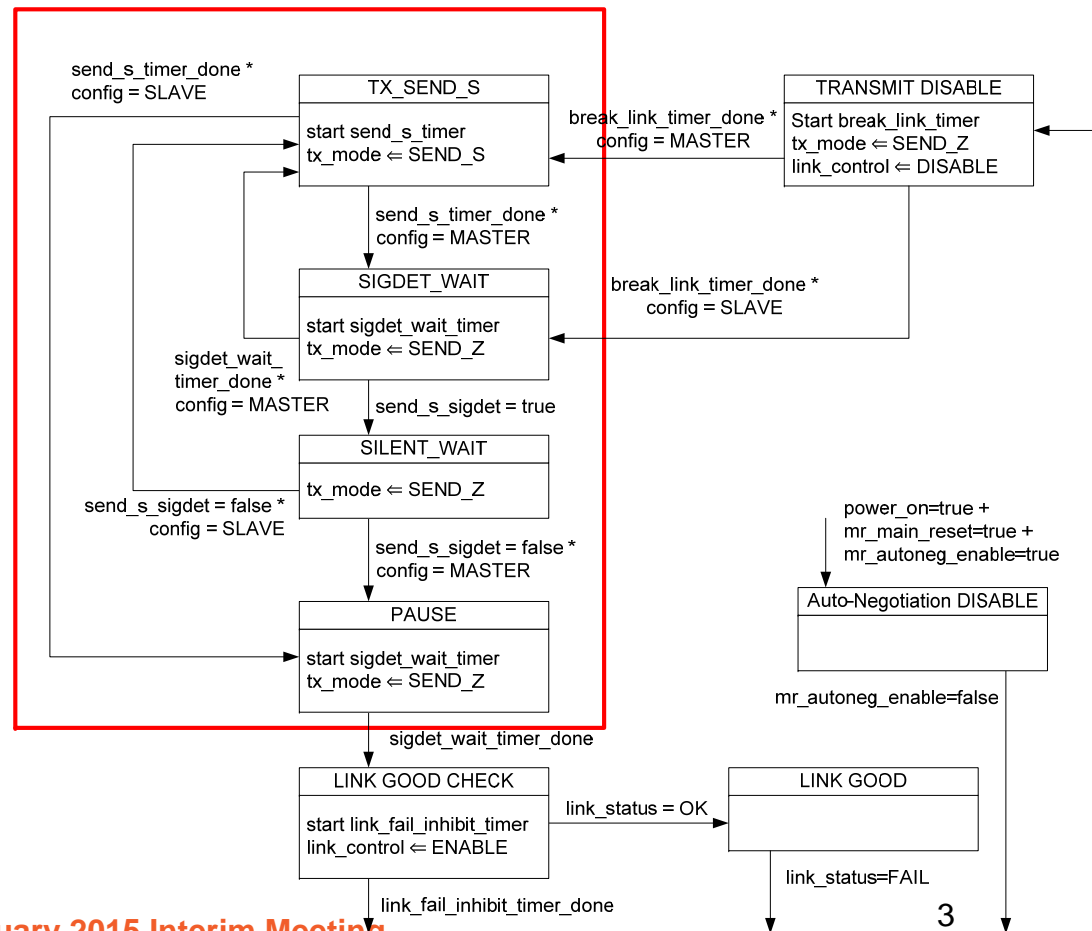 send_s_timer_done *
config = SLAVE
TX_SEND_S
start send_s_timer
tx_mode ⇐ SEND_S
break_link_timer_done *
config = MASTER
TRANSMIT DISABLE
Start break_link_timer
tx_mode ⇐ SEND_Z
link_control ⇐ DISABLE
send_s_timer_done *
config = MASTER
SIGDET_WAIT
start sigdet_wait_timer
tx_mode ⇐ SEND_Z
break_link_timer_done *
config = SLAVE
sigdet_wait_
timer_done *
config = MASTER
send_s_sigdet = true
SILENT_WAIT
tx_mode ⇐ SEND_Z
send_s_sigdet = false *
config = SLAVE
send_s_sigdet = false *
config = MASTER
power_on=true +
mr_main_reset=true +
mr_autoneg_enable=true
PAUSE
start sigdet_wait_timer
tx_mode ⇐ SEND_Z
Auto-Negotiation DISABLE
mr_autoneg_enable=false
sigdet_wait_timer_done
LINK GOOD CHECK
start link_fail_inhibit_timer
link_control ⇐ ENABLE
link_status = OK
LINK GOOD
link_status=FAIL
link_fail_inhibit_timer_done
uary 2015 Interim Meeting
3